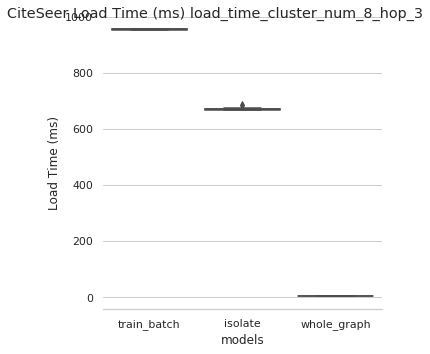 CiteSeer Load Time (ms) load_time_cluster_num_8_hop_3
1000
800
600
400
200
0
Load Time (ms)
train_batch isolate whole_graph
models